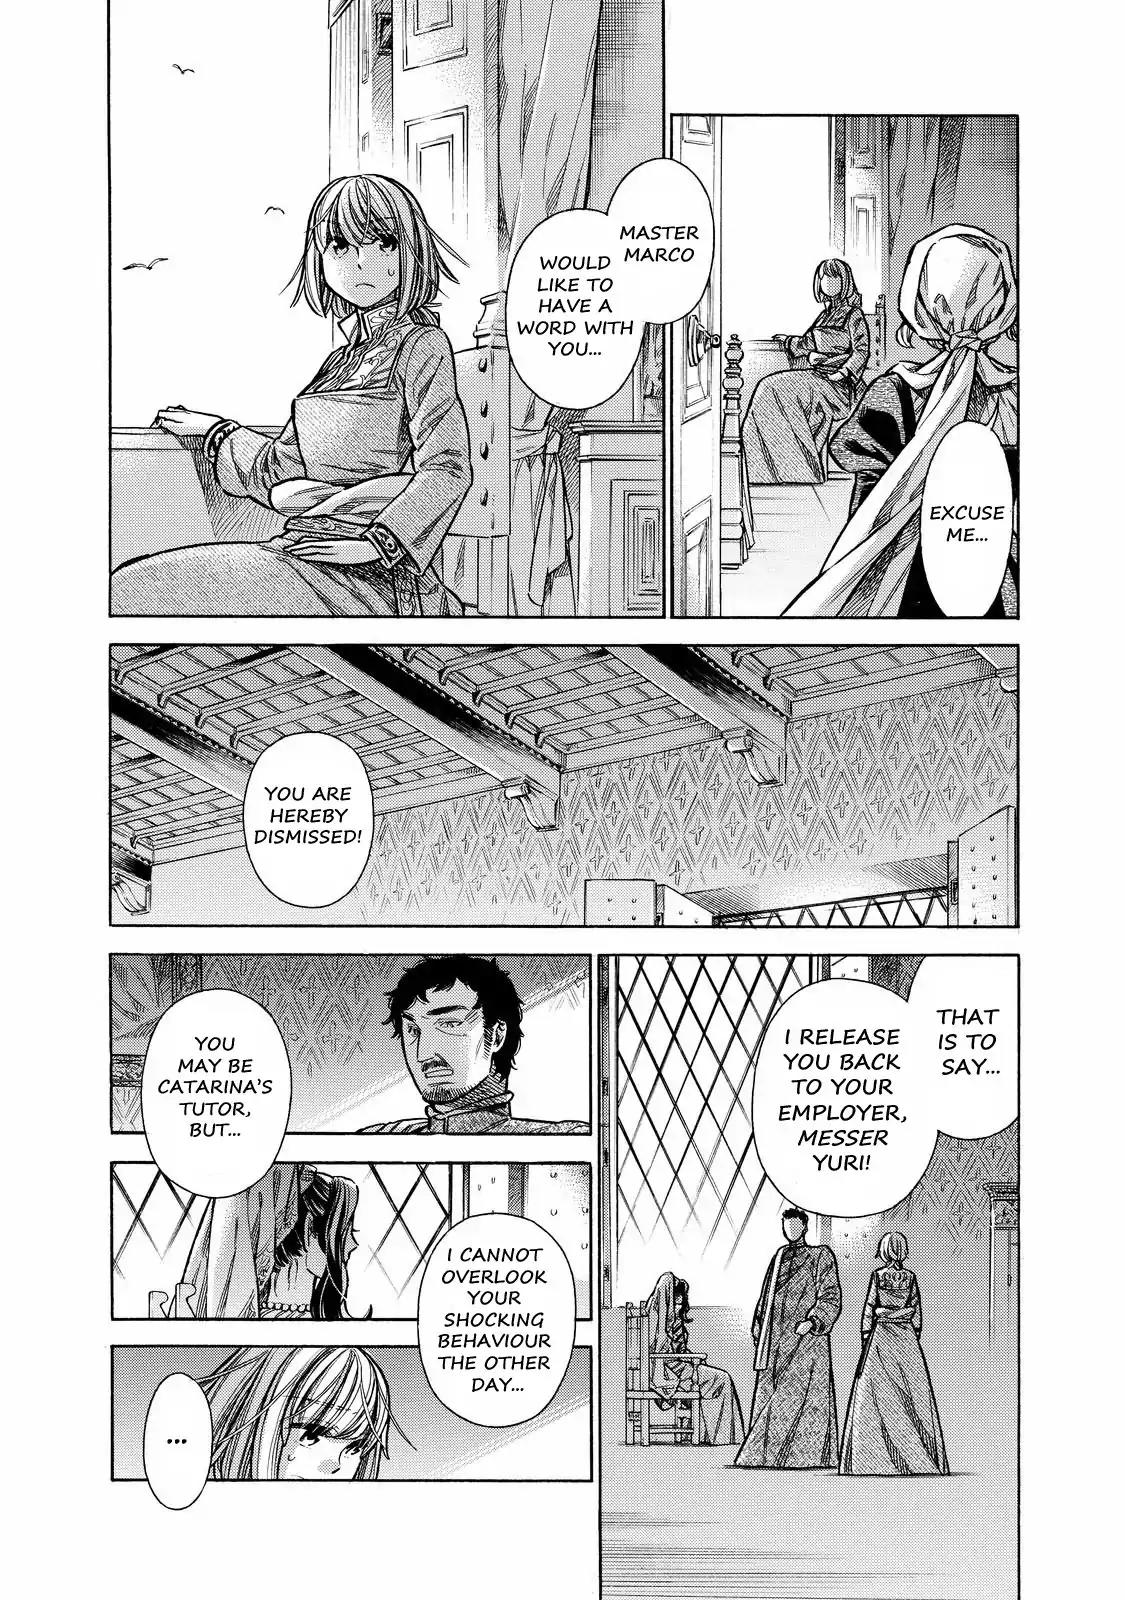 EXCUSE
ME...
MASTER
MARCO
WOULD
LIKE TO
HAVE A
WORD WITH
YOU...
YOU ARE
HEREBY
DISMISSED!
THAT
IS TO
SAY...
I RELEASE
YOU BACK
TO YOUR
EMPLOYER,
MESSER
YURI!
YOU
MAY BE
CATARINA'S
TUTOR,
BUT...
I CANNOT
OVERLOOK
YOUR
SHOCKING
BEHAVIOUR
THE OTHER
DAY...
...